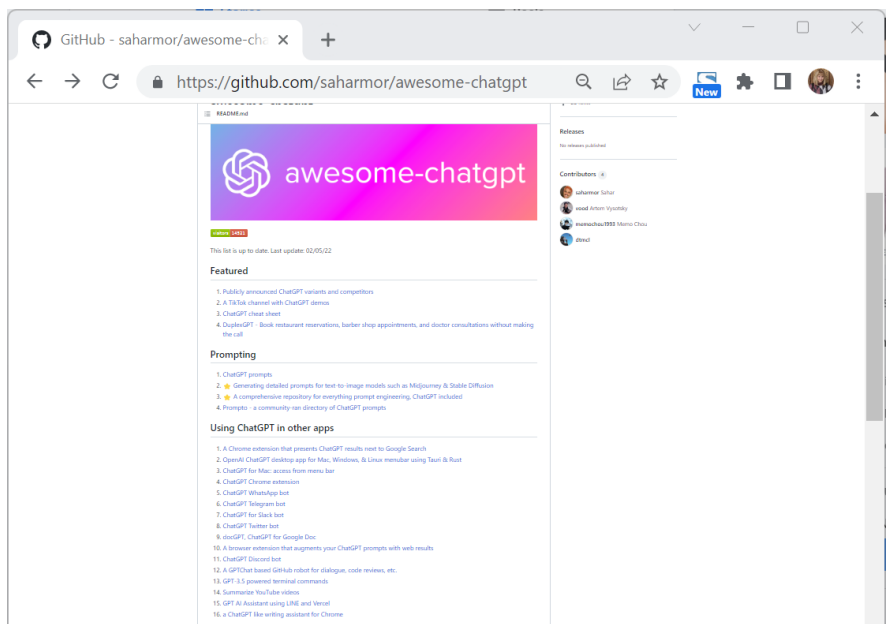 GitHub - saharmor/awesome-cha
https://github.com/saharmor/awesome-chatgpt
New
README.md
awesome-chatgpt
visitors 34921
This list is up to date. Last update: 02/05/22
Featured
1. Publicly announced ChatGPT variants and competitors
2. A TikTok channel with ChatGPT demos
3. ChatGPT cheat sheet
4. DuplexGPT - Book restaurant reservations, barber shop appointments, and doctor consultations without making
the call
Prompting
1. ChatGPT prompts
2. ⭐ Generating detailed prompts for text-to-image models such as Midjourney & Stable Diffusion
3. ⭐ A comprehensive repository for everything prompt engineering, ChatGPT included
4. Prompto - a community-ran directory of ChatGPT prompts
Using ChatGPT in other apps
1. A Chrome extension that presents ChatGPT results next to Google Search
2. OpenAI ChatGPT desktop app for Mac, Windows, & Linux menubar using Tauri & Rust
3. ChatGPT for Mac: access from menu bar
4. ChatGPT Chrome extension
5. ChatGPT WhatsApp bot
6. ChatGPT Telegram bot
7. ChatGPT for Slack bot
8. ChatGPT Twitter bot
9. docGPT, ChatGPT for Google Doc
10. A browser extension that augments your ChatGPT prompts with web results
11. ChatGPT Discord bot
12. A GPTChat based GitHub robot for dialogue, code reviews, etc.
13. GPT-3.5 powered terminal commands
14. Summarize YouTube videos
15. GPT AI Assistant using LINE and Vercel
16. a ChatGPT like writing assistant for Chrome
Releases
No releases published
Contributors 4
saharmor Sahar
vood Artem Vysotsky
memochou1993 Memo Chou